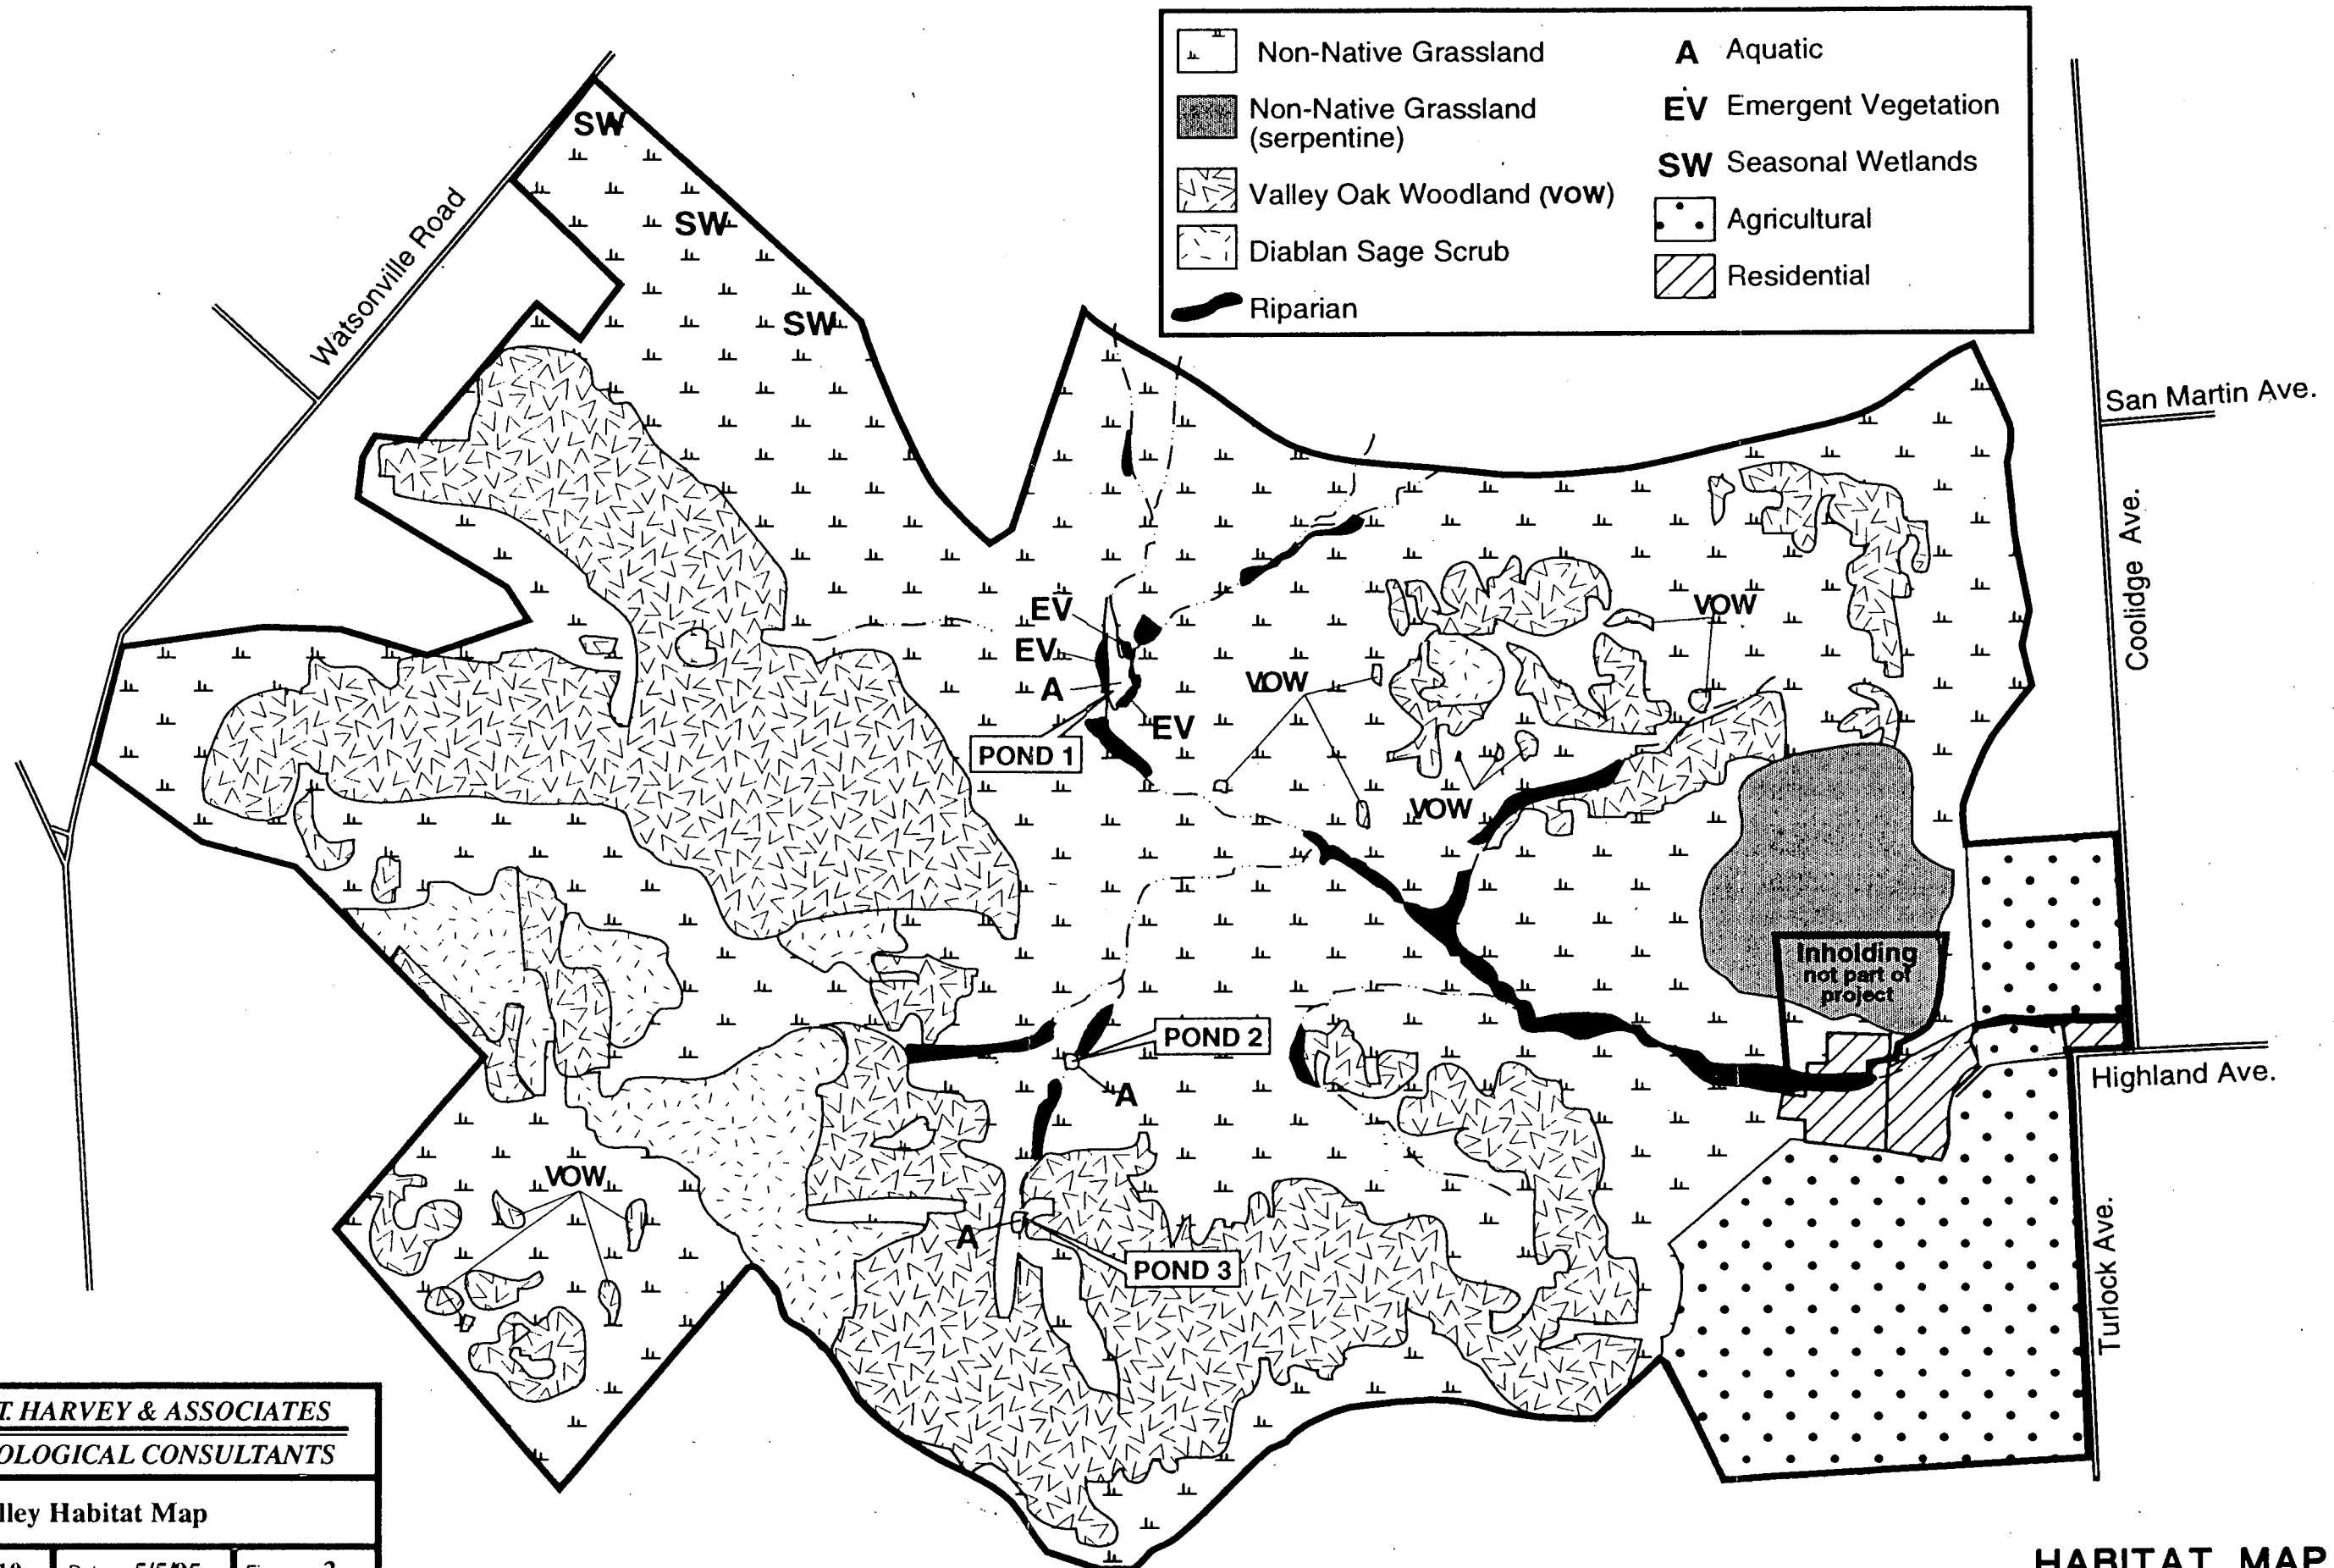 Non-Native Grassland
Non-Native Grassland
(serpentine)
Valley Oak Woodland (VOW)
Diablan Sage Scrub
Riparian
A Aquatic
EV Emergent Vegetation
SW Seasonal Wetlands
Agricultural
Residential
SW
SW
SW
Watsonville Road
San Martin Ave.
Coolidge Ave.
EV
EV
A
EV
POND 1
VOW
VOW
VOW
Inholding
not part of
project
POND 2
A
Highland Ave.
VOW
A
POND 3
Turlock Ave.
T. HARVEY & ASSOCIATES
OLOGICAL CONSULTANTS
lley Habitat Map
5/5/95
HABITAT MAP